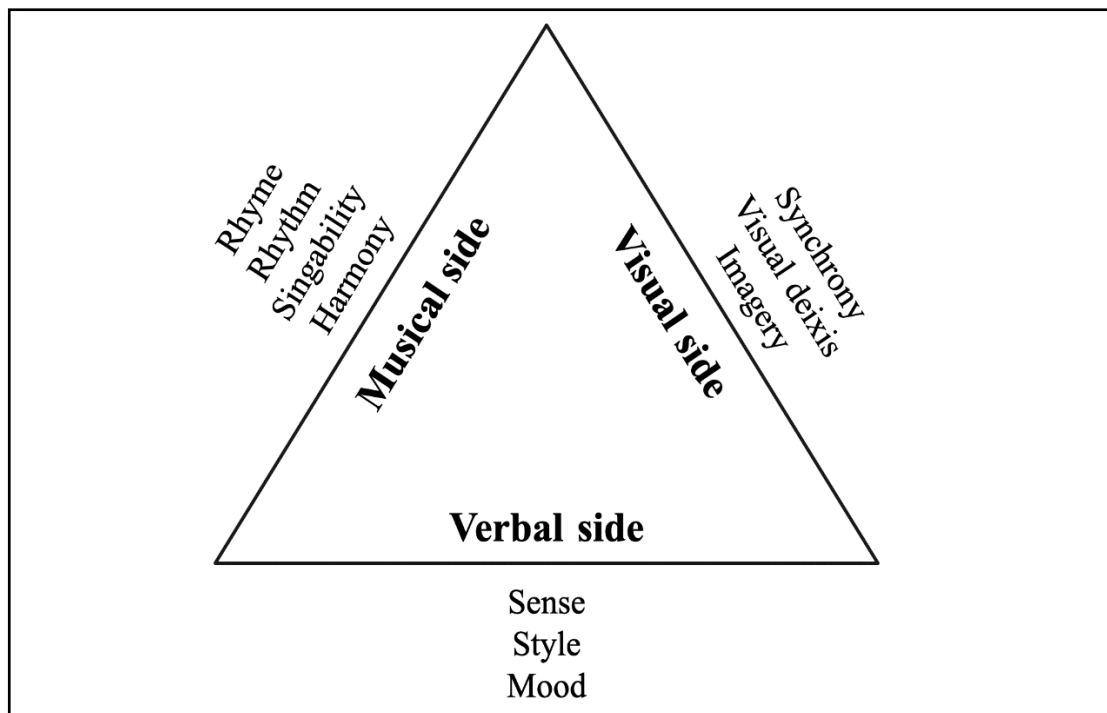 Rhyme
Rhythm
Singability
Harmony
Musical side
Visual side
Synchrony
Visual deixis
Imagery
Verbal side
Sense
Style
Mood